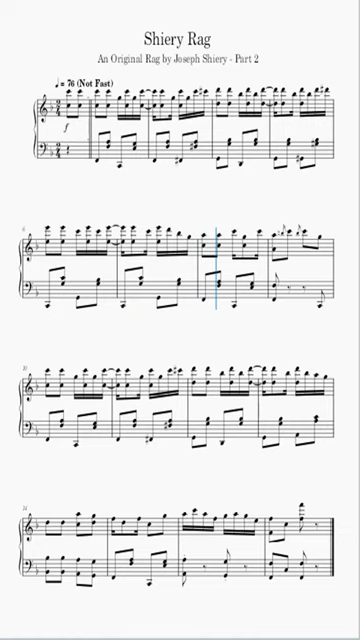 Shiery Rag
An Original Rag by Joseph Shiery - Part 2
♩ = 76 (Not Fast)
f
6
10
14